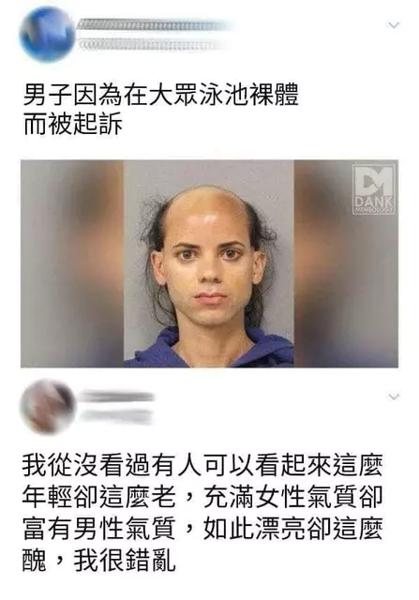 男子因為在大眾泳池裸體
而被起訴
DANK
MEMEOLOGY
我從沒看過有人可以看起來這麼
年輕卻這麼老，充滿女性氣質卻
富有男性氣質，如此漂亮卻這麼
醜，我很錯亂